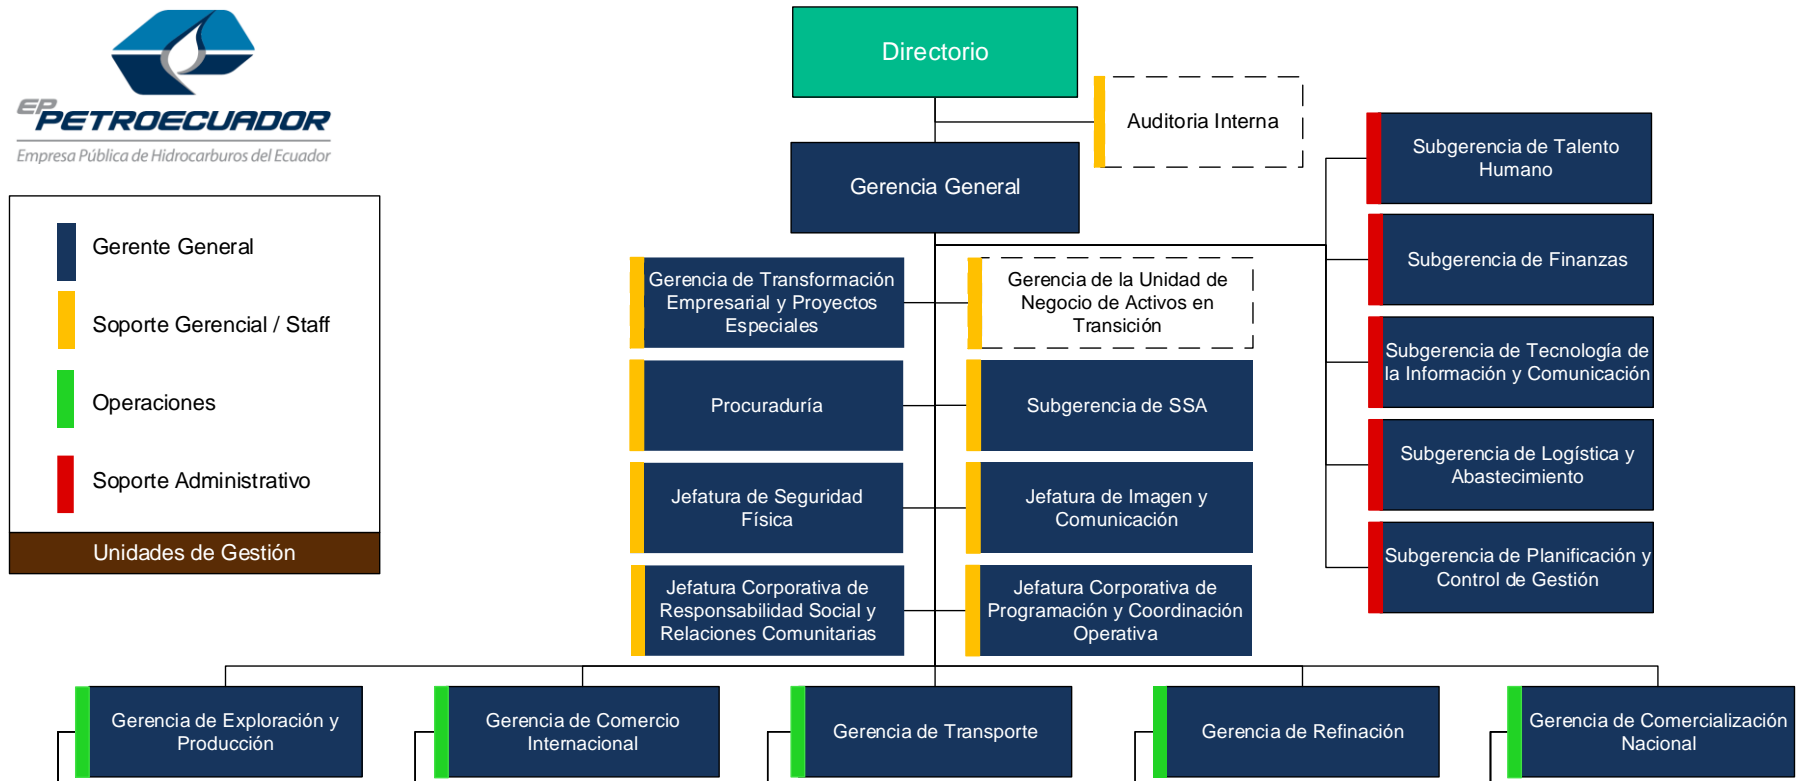 EP
PETROECUADOR
Empresa Pública de Hidrocarburos del Ecuador
Gerente General
Soporte Gerencial / Staff
Operaciones
Soporte Administrativo
Unidades de Gestión
Directorio
Auditoria Interna
Gerencia General
Gerencia de Transformación
Empresarial y Proyectos
Especiales
Gerencia de la Unidad de
Negocio de Activos en
Transición
Procuraduría
Subgerencia de SSA
Jefatura de Seguridad
Física
Jefatura de Imagen y
Comunicación
Jefatura Corporativa de
Responsabilidad Social y
Relaciones Comunitarias
Jefatura Corporativa de
Programación y Coordinación
Operativa
Subgerencia de Talento
Humano
Subgerencia de Finanzas
Subgerencia de Tecnología de
la Información y Comunicación
Subgerencia de Logística y
Abastecimiento
Subgerencia de Planificación y
Control de Gestión
Gerencia de Exploración y
Producción
Gerencia de Comercio
Internacional
Gerencia de Transporte
Gerencia de Refinación
Gerencia de Comercialización
Nacional